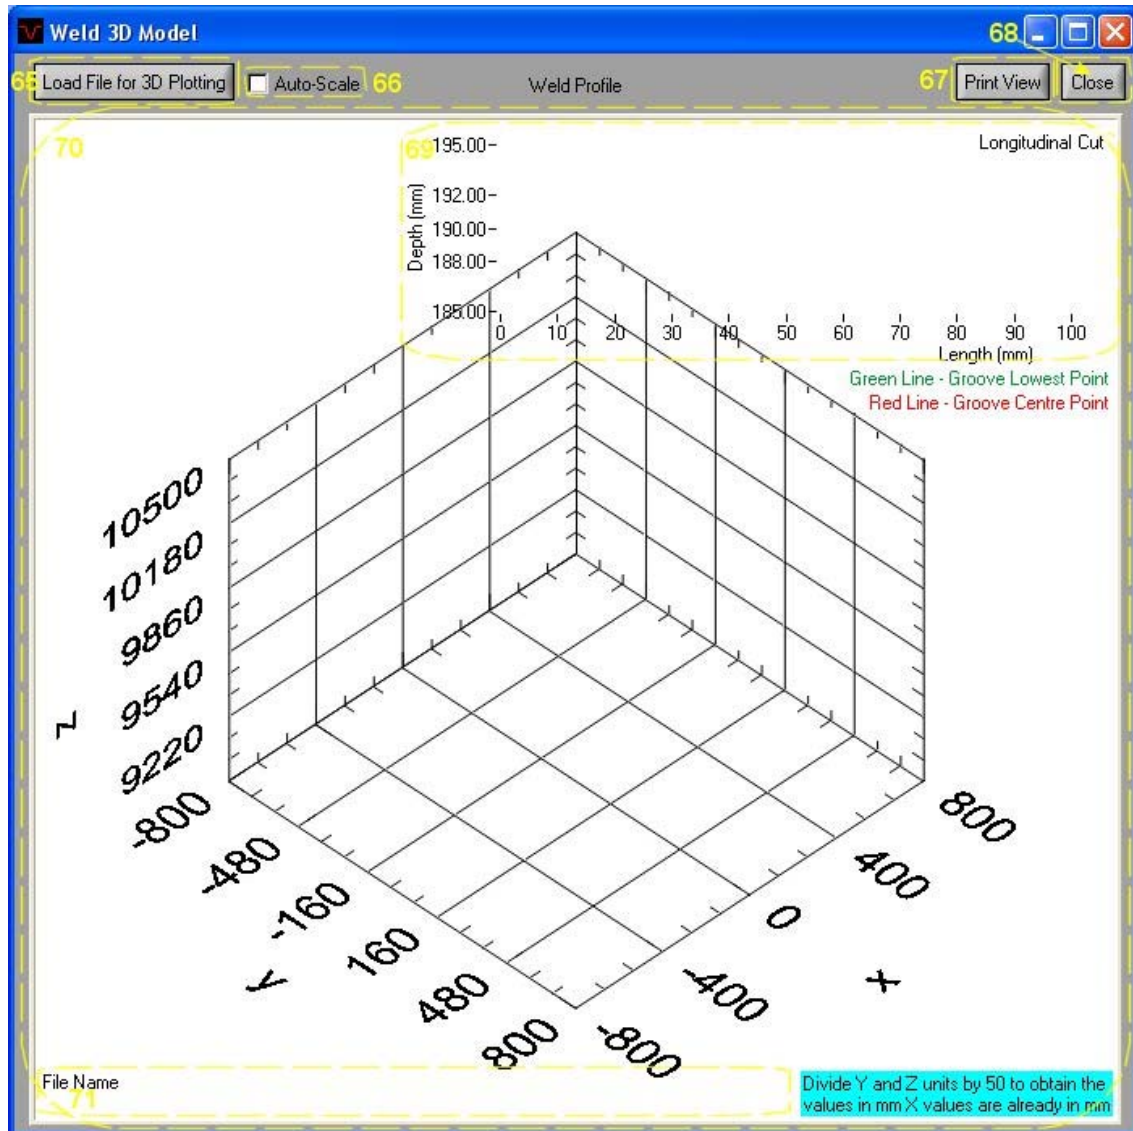 Weld 3D Model
68
65
Load File for 3D Plotting
Auto-Scale
66
Weld Profile
67
Print View
Close
70
69
195.00
Longitudinal Cut
192.00
Depth (mm)
190.00
188.00
185.00
0 10 20 30 40 50 60 70 80 90 100
Length (mm)
Green Line - Groove Lowest Point
Red Line - Groove Centre Point
10500
10180
9860
9540
9220
Z
-800
-480
-160
160
480
800
Y
800
400
0
-400
-800
X
File Name
71
Divide Y and Z units by 50 to obtain the
values in mm X values are already in mm